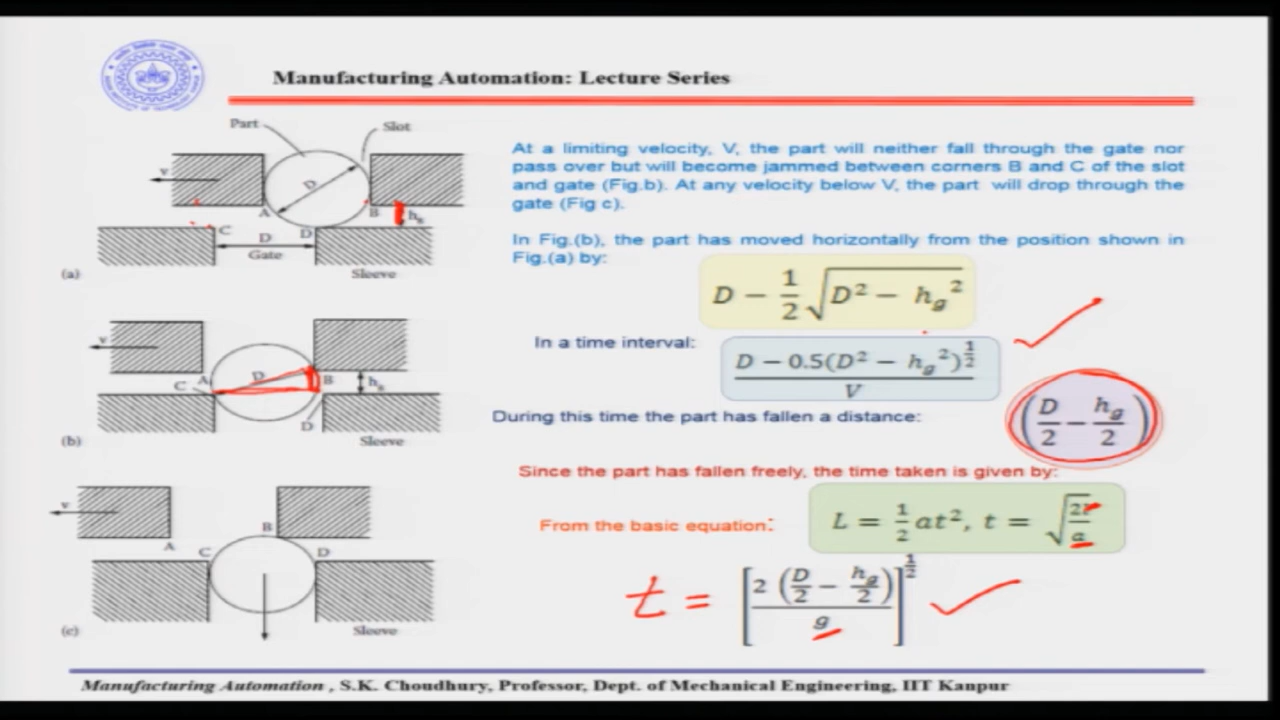 Manufacturing Automation: Lecture Series
Part
Slot
V
D
A
B
hg
C
D
D
Gate
(a)
Sleeve
At a limiting velocity, V, the part will neither fall through the gate nor
pass over but will become jammed between corners B and C of the slot
and gate (Fig.b). At any velocity below V, the part will drop through the
gate (Fig c).
In Fig.(b), the part has moved horizontally from the position shown in
Fig.(a) by:
D − 1/2 √(D² − hg²)
V
C
A
D
B
hg
D
(b)
Sleeve
In a time interval:
(D − 0.5(D² − hg²)^(1/2)) / V
During this time the part has fallen a distance:
(D/2 − hg/2)
Since the part has fallen freely, the time taken is given by:
From the basic equation:
L = 1/2 at², t = √(2l/a)
V
A
B
C
D
(c)
Sleeve
t = [2 (D/2 − hg/2) / g]^(1/2)
Manufacturing Automation , S.K. Choudhury, Professor, Dept. of Mechanical Engineering, IIT Kanpur